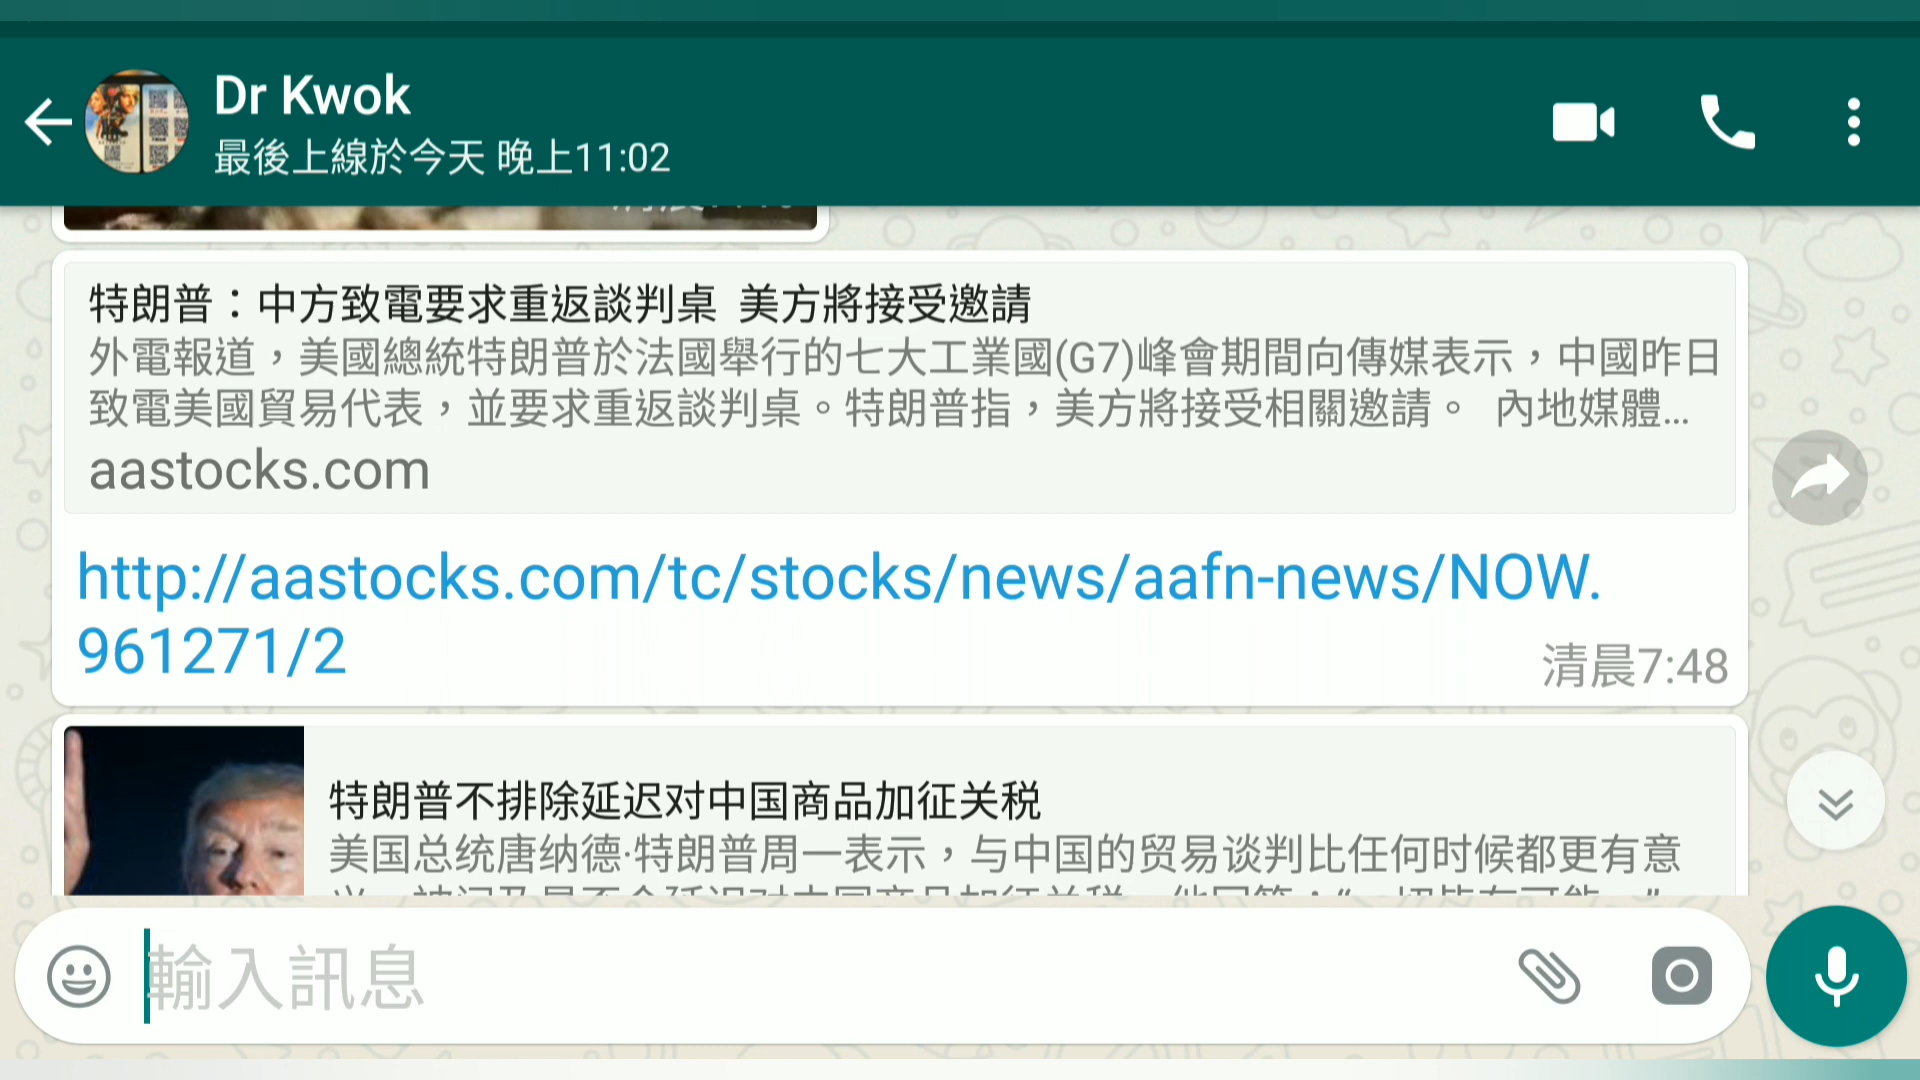 Dr Kwok
最後上線於今天 晚上11:02
特朗普：中方致電要求重返談判桌 美方將接受邀請
外電報道，美國總統特朗普於法國舉行的七大工業國(G7)峰會期間向傳媒表示，中國昨日
致電美國貿易代表，並要求重返談判桌。特朗普指，美方將接受相關邀請。 內地媒體...
aastocks.com
http://aastocks.com/tc/stocks/news/aafn-news/NOW.
961271/2
清晨7:48
特朗普不排除延迟对中国商品加征关税
美国总统唐纳德·特朗普周一表示，与中国的贸易谈判比任何时候都更有意
輸入訊息